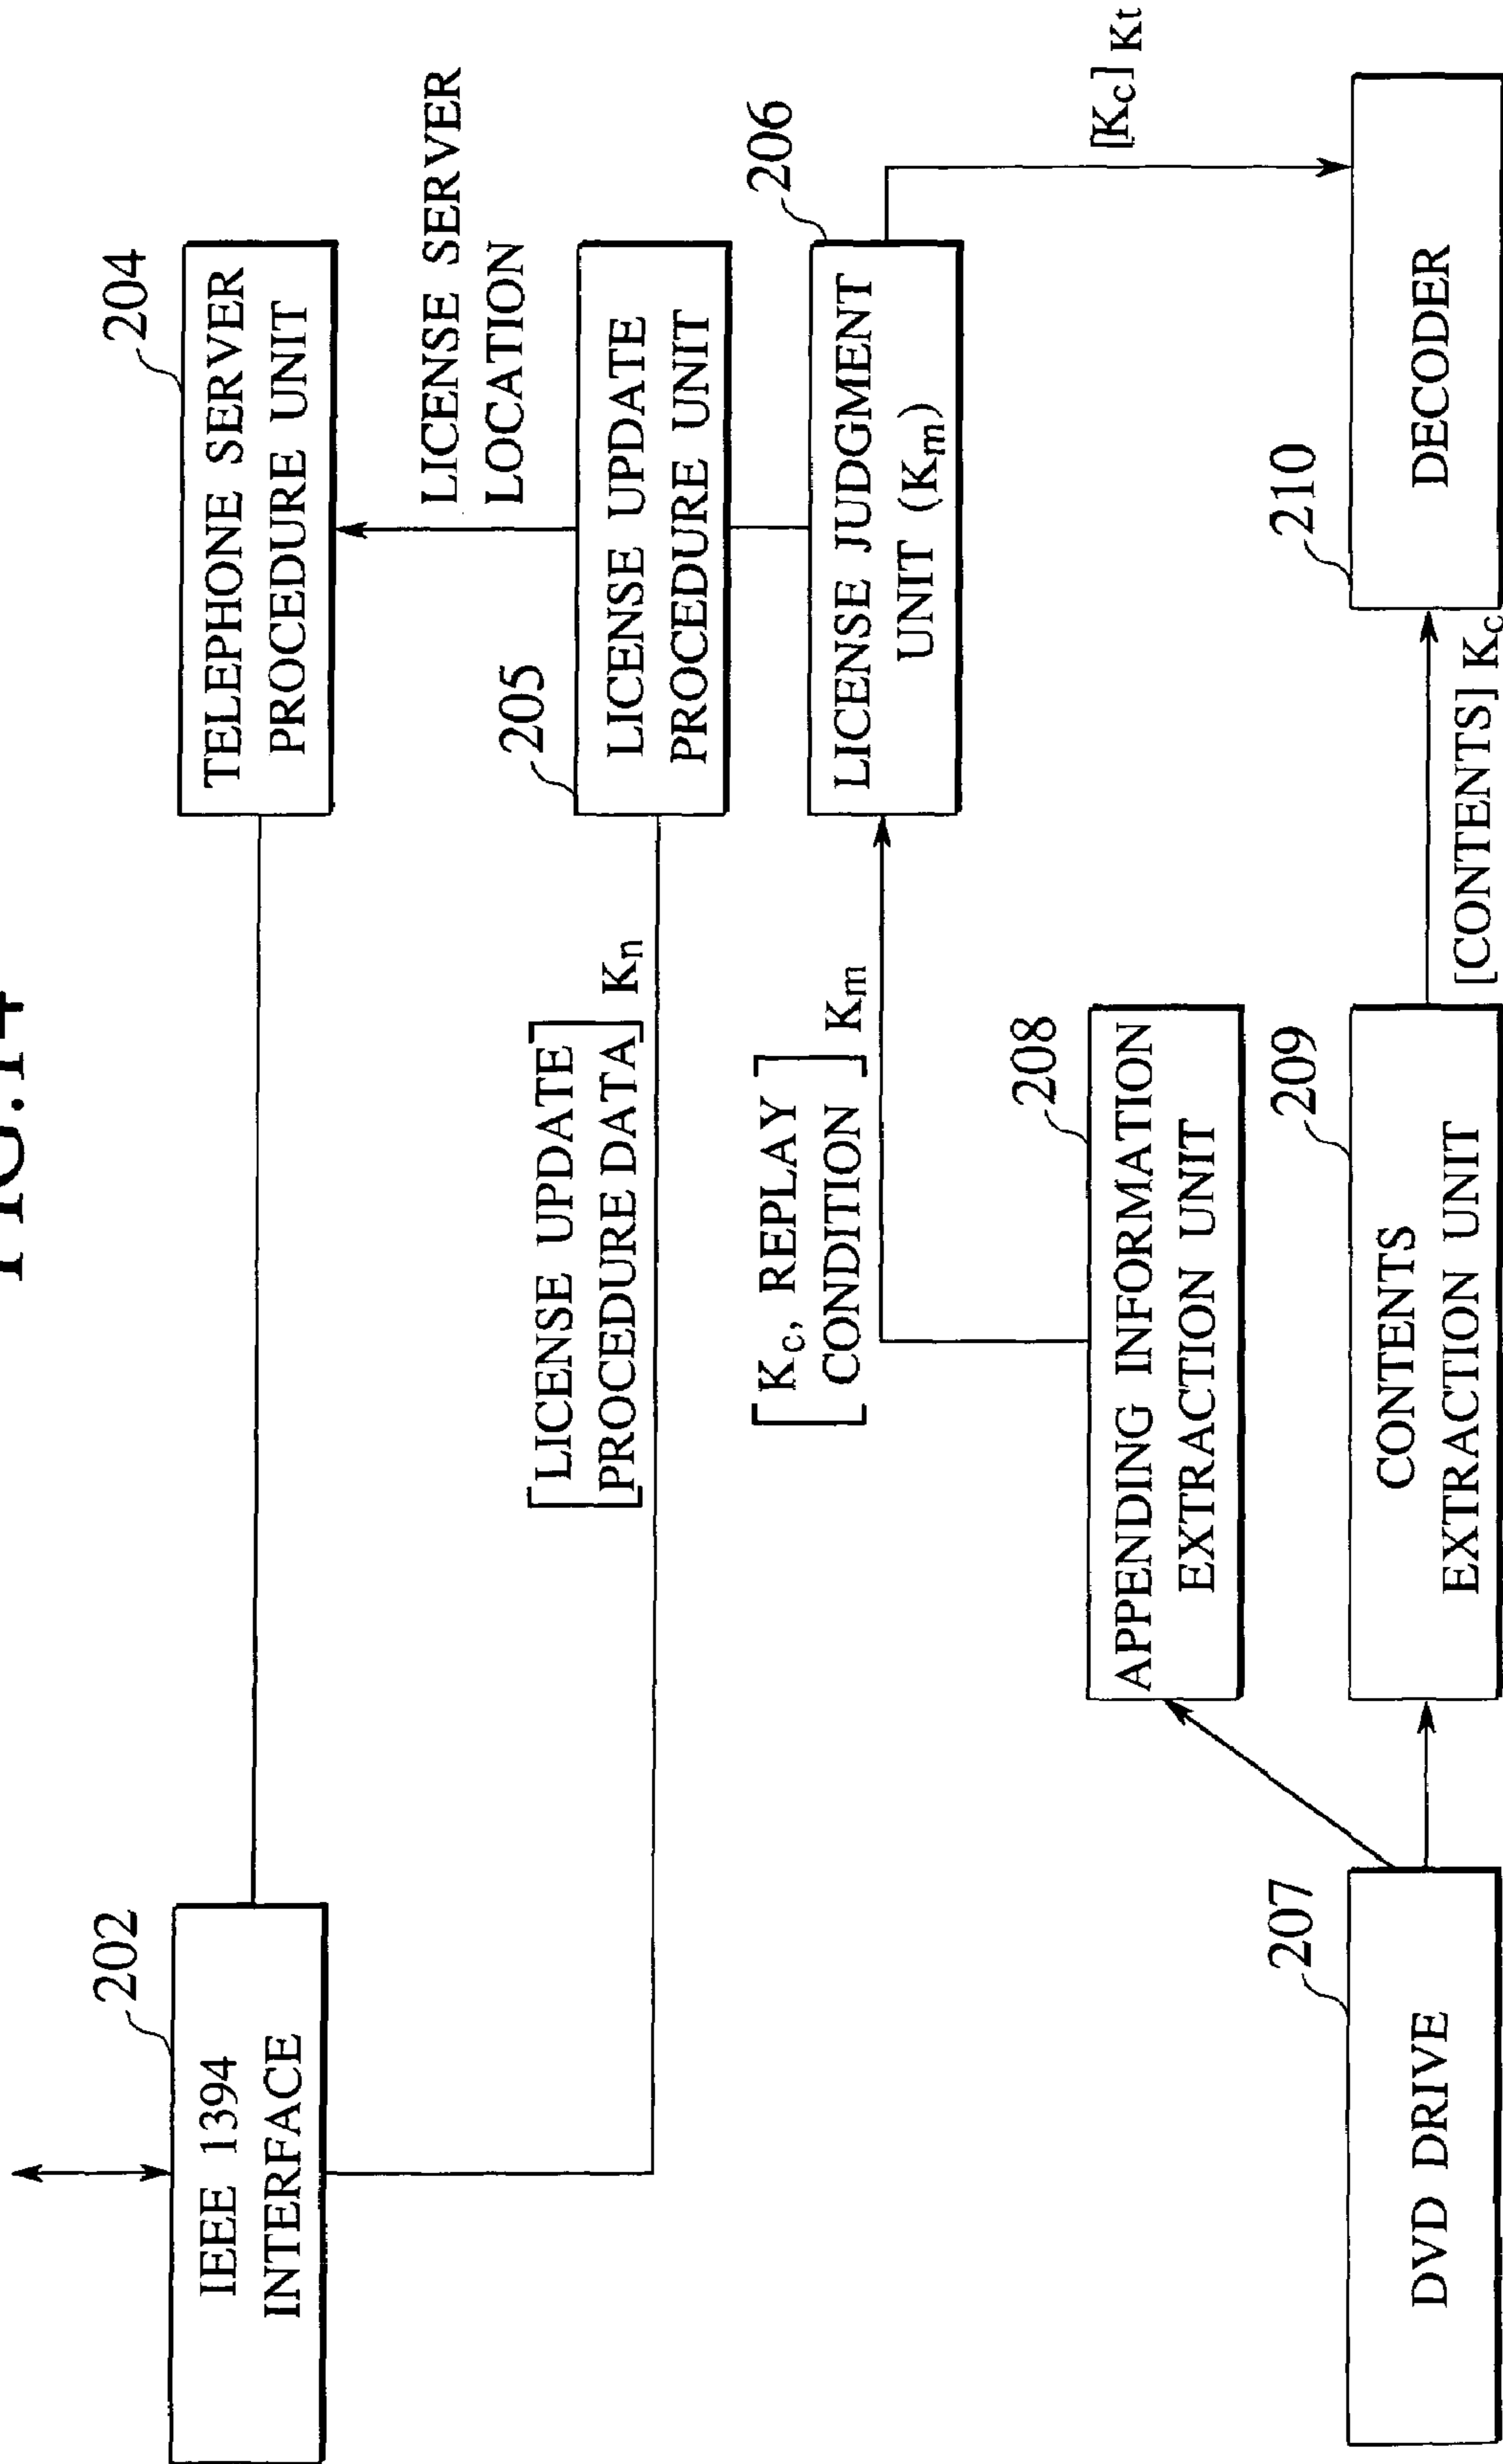 FIG.14
202
IEEE 1394
INTERFACE
204
TELEPHONE SERVER
PROCEDURE UNIT
LICENSE SERVER
LOCATION
[LICENSE UPDATE
PROCEDURE DATA] Kn
205
LICENSE UPDATE
PROCEDURE UNIT
[Kc, REPLAY
CONDITION] Km
206
LICENSE JUDGMENT
UNIT (Km)
[Kc] Kt
208
APPENDING INFORMATION
EXTRACTION UNIT
207
DVD DRIVE
209
CONTENTS
EXTRACTION UNIT
[CONTENTS] Kc
210
DECODER